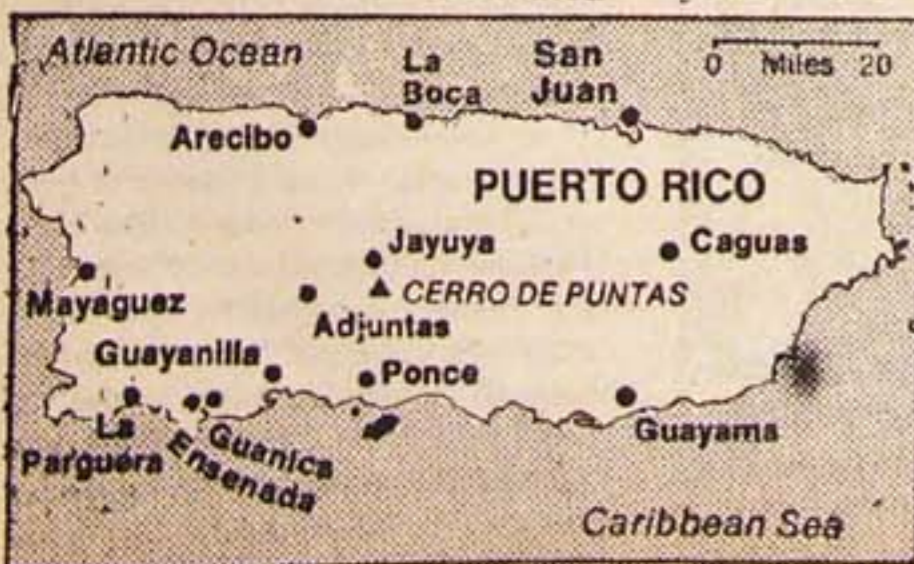 Atlantic Ocean
La
Boca
San
Juan
0 Miles 20
Arecibo
PUERTO RICO
Jayuya
Caguas
Mayaguez
CERRO DE PUNTAS
Adjuntas
Guayanilla
Ponce
La
Parguera
Ensenada
Guanica
Guayama
Caribbean Sea